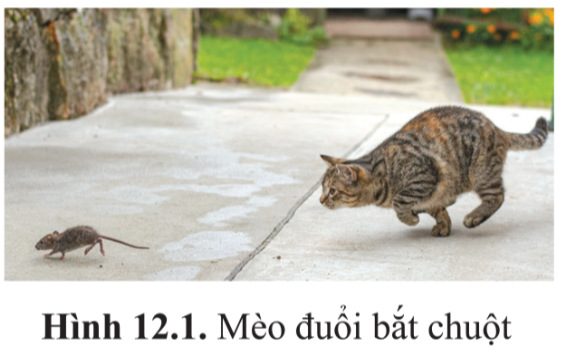 Hình 12.1. Mèo đuổi bắt chuột